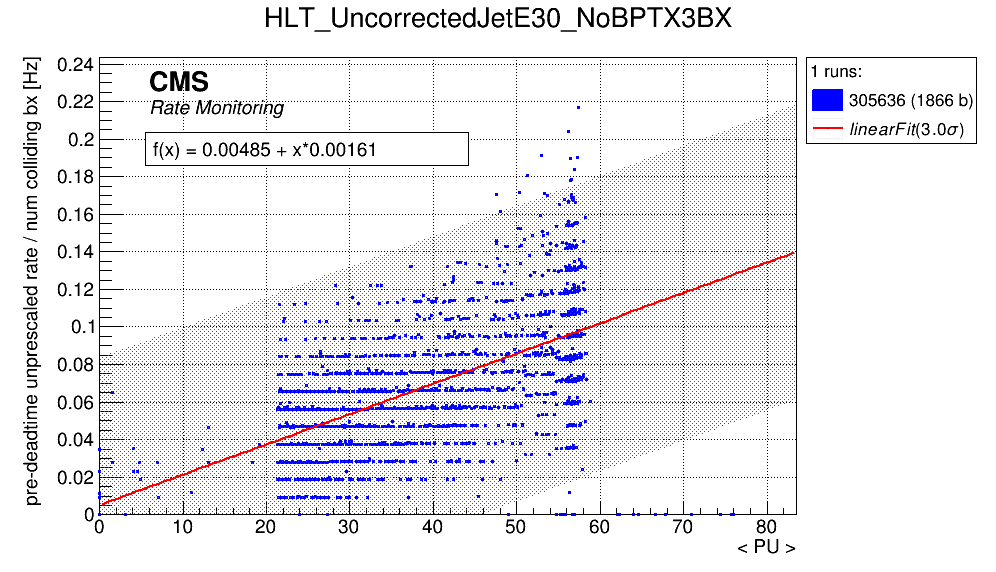 HLT_UncorrectedJetE30_NoBPTX3BX
pre-deadtime unprescaled rate / num colliding bx [Hz]
CMS
Rate Monitoring
f(x) = 0.00485 + x*0.00161
0.24
0.22
0.2
0.18
0.16
0.14
0.12
0.1
0.08
0.06
0.04
0.02
0
0 10 20 30 40 50 60 70 80
< PU >
1 runs:
305636 (1866 b)
linearFit(3.0σ)